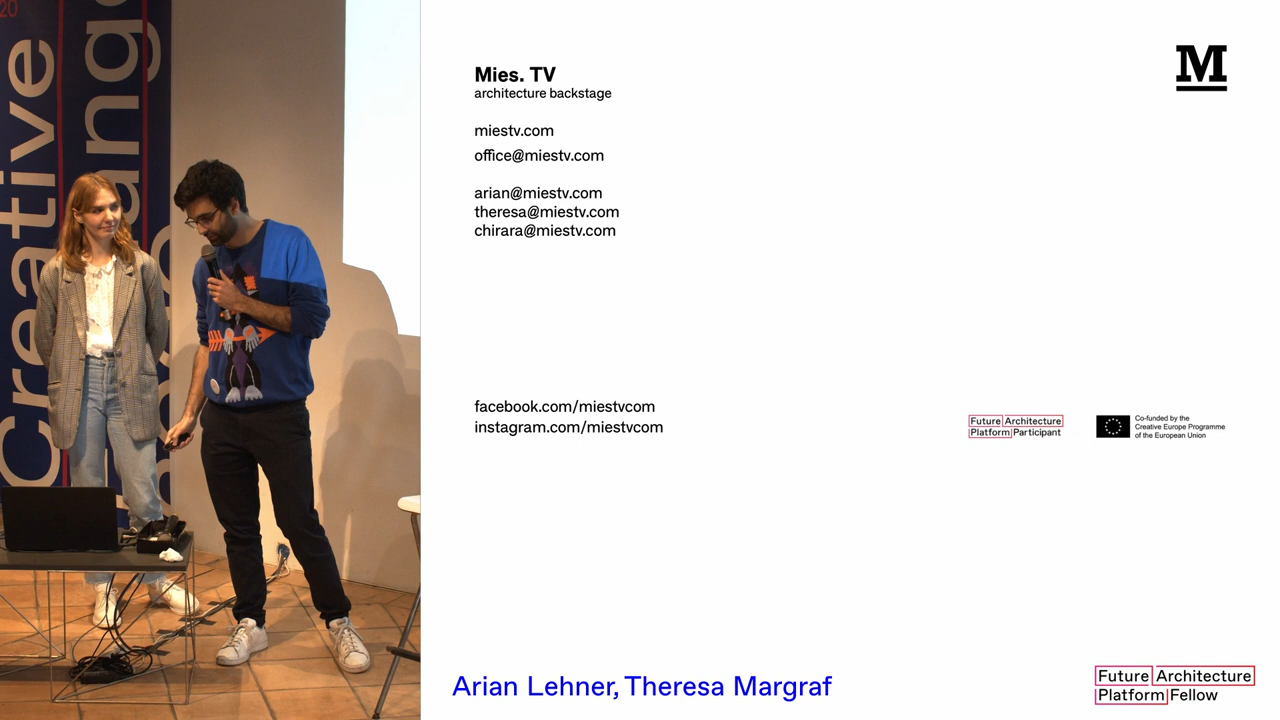 20
Creative
Mies. TV
architecture backstage
M
miestv.com
office@miestv.com
arian@miestv.com
theresa@miestv.com
chirara@miestv.com
facebook.com/miestvcom
instagram.com/miestvcom
Future Architecture
Platform Participant
Co-funded by the
Creative Europe Programme
of the European Union
Arian Lehner, Theresa Margraf
Future Architecture
Platform Fellow